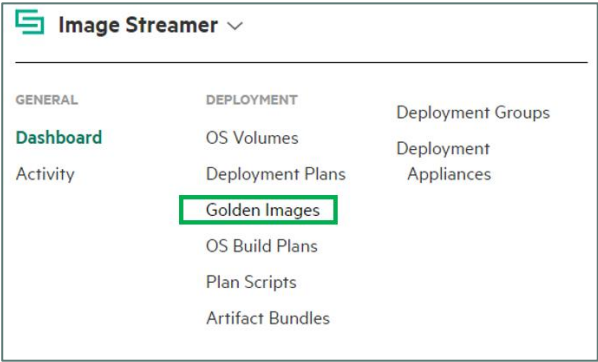 Image Streamer
GENERAL
Dashboard
Activity
DEPLOYMENT
OS Volumes
Deployment Plans
Golden Images
OS Build Plans
Plan Scripts
Artifact Bundles
Deployment Groups
Deployment
Appliances